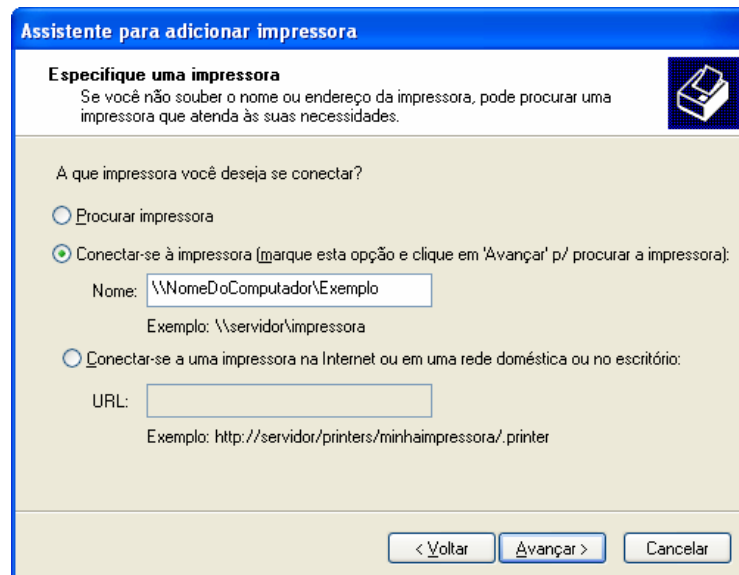 Assistente para adicionar impressora
Especifique uma impressora
Se você não souber o nome ou endereço da impressora, pode procurar uma
impressora que atenda às suas necessidades.
A que impressora você deseja se conectar?
Procurar impressora
Conectar-se à impressora (marque esta opção e clique em 'Avançar' p/ procurar a impressora):
Nome: \\NomeDoComputador\Exemplo
Exemplo: \\servidor\impressora
Conectar-se a uma impressora na Internet ou em uma rede doméstica ou no escritório:
URL:
Exemplo: http://servidor/printers/minhaimpressora/.printer
< Voltar Avançar > Cancelar